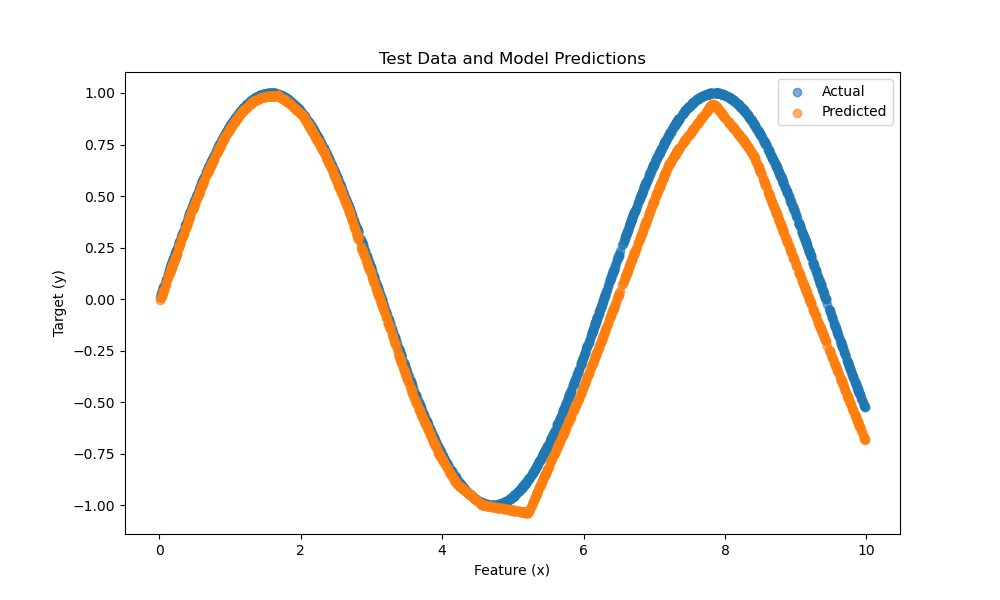 Test Data and Model Predictions
Actual
Predicted
1.00
0.75
0.50
0.25
0.00
−0.25
−0.50
−0.75
−1.00
Target (y)
0 2 4 6 8 10
Feature (x)